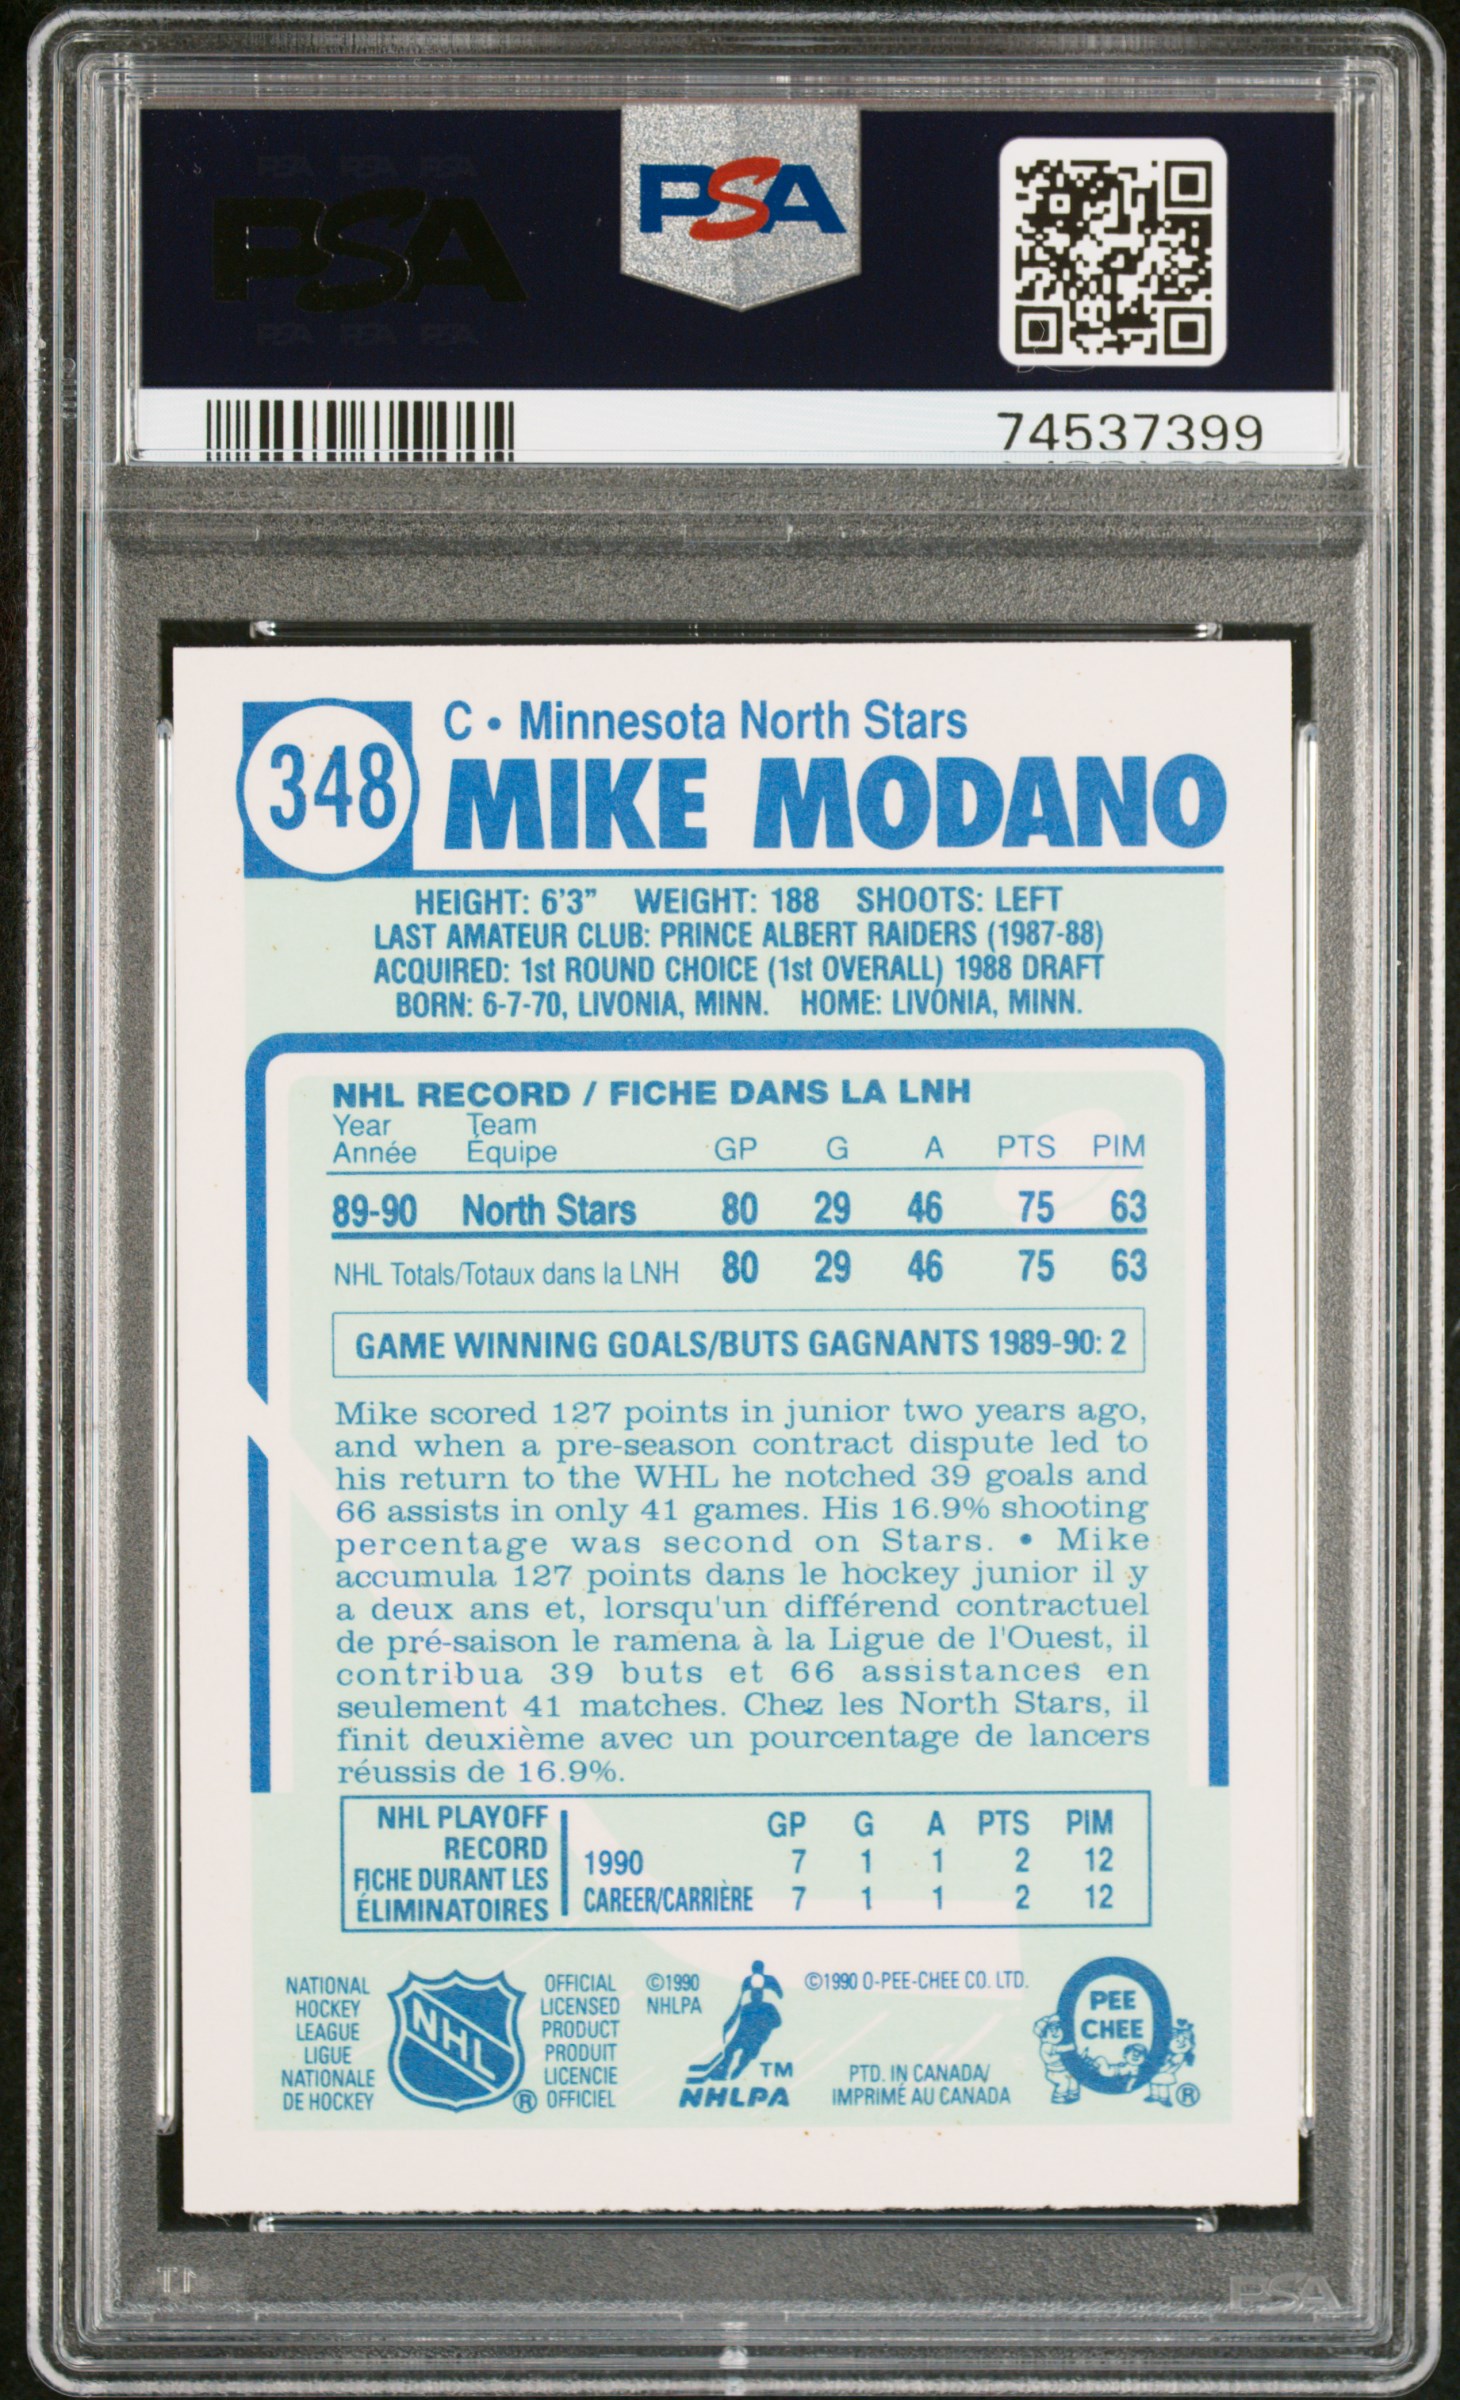 PSA PSA PSA
PSA
PSA PSA PSA
PSA
74537399
348
C • Minnesota North Stars
MIKE MODANO
HEIGHT: 6'3" WEIGHT: 188 SHOOTS: LEFT
LAST AMATEUR CLUB: PRINCE ALBERT RAIDERS (1987-88)
ACQUIRED: 1st ROUND CHOICE (1st OVERALL) 1988 DRAFT
BORN: 6-7-70, LIVONIA, MINN. HOME: LIVONIA, MINN.
NHL RECORD / FICHE DANS LA LNH
Year Team
Année Équipe GP G A PTS PIM
89-90 North Stars 80 29 46 75 63
NHL Totals/Totaux dans la LNH 80 29 46 75 63
GAME WINNING GOALS/BUTS GAGNANTS 1989-90: 2
Mike scored 127 points in junior two years ago,
and when a pre-season contract dispute led to
his return to the WHL he notched 39 goals and
66 assists in only 41 games. His 16.9% shooting
percentage was second on Stars. • Mike
accumula 127 points dans le hockey junior il y
a deux ans et, lorsqu'un différend contractuel
de pré-saison le ramena à la Ligue de l'Ouest, il
contribua 39 buts et 66 assistances en
seulement 41 matches. Chez les North Stars, il
finit deuxième avec un pourcentage de lancers
réussis de 16.9%.
NHL PLAYOFF
RECORD
FICHE DURANT LES
ÉLIMINATOIRES
GP G A PTS PIM
1990 7 1 1 2 12
CAREER/CARRIÈRE 7 1 1 2 12
NATIONAL
HOCKEY
LEAGUE
LIGUE
NATIONALE
DE HOCKEY
NHL
®
OFFICIAL
LICENSED
PRODUCT
PRODUIT
LICENCIE
OFFICIEL
©1990
NHLPA
TM
NHLPA
©1990 O-PEE-CHEE CO. LTD.
PTD. IN CANADA/
IMPRIMÉ AU CANADA
O
PEE
CHEE
®
PSA